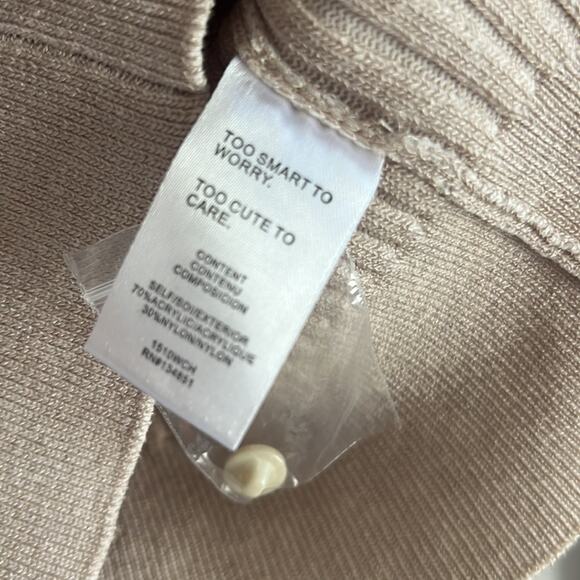 TOO SMART TO
WORRY.
TOO CUTE TO
CARE.
CONTENT
CONTENU
COMPOSICION
SELF/SOI/EXTERIOR
70%ACRYLIC/ACRYLIQUE
30%NYLON/NYLON
1510WCH
RN#134851